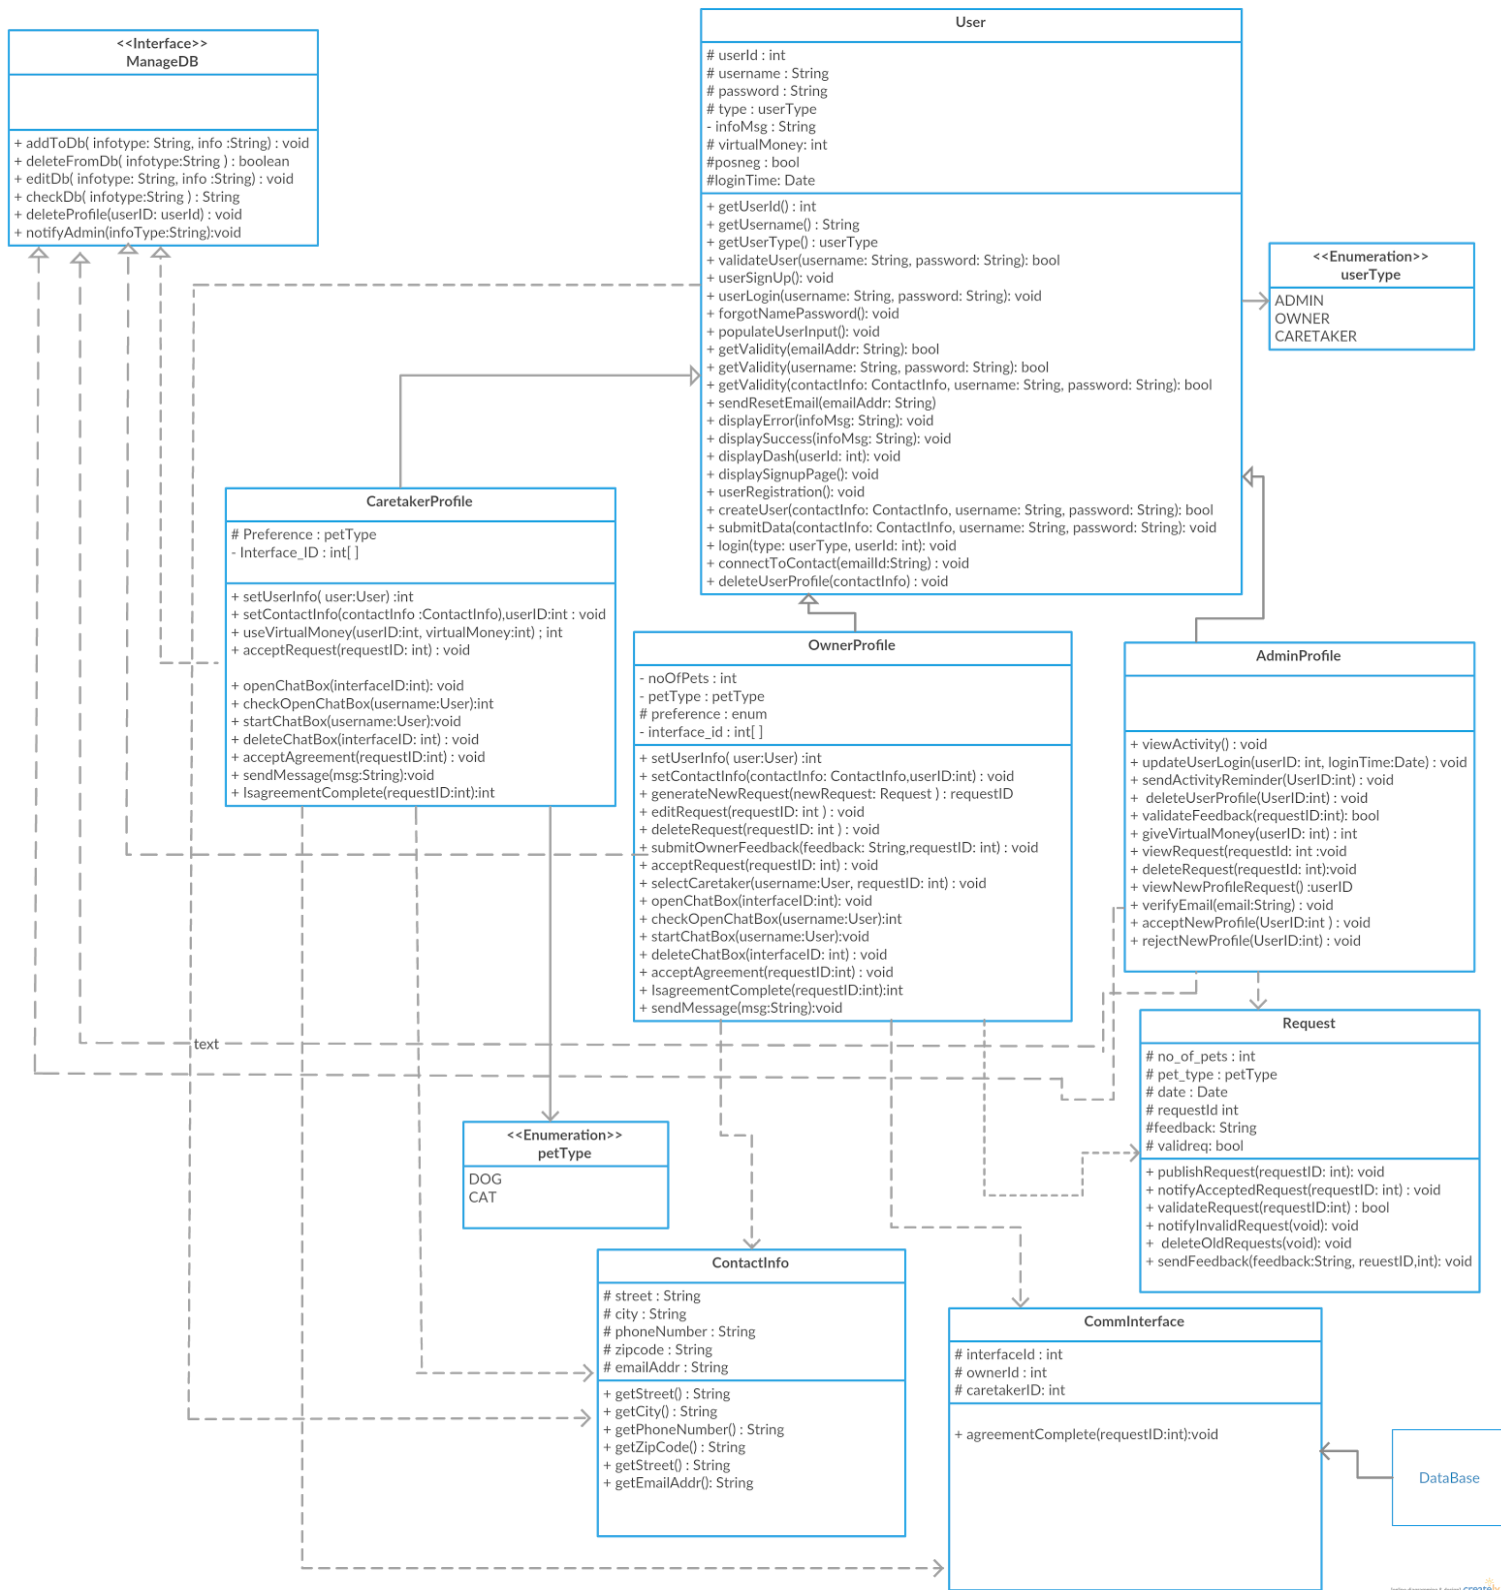 <<Interface>>
ManageDB
+ addToDb( infotype: String, info :String) : void
+ deleteFromDb( infotype:String ) : boolean
+ editDb( infotype: String, info :String) : void
+ checkDb( infotype:String ) : String
+ deleteProfile(userID: userId) : void
+ notifyAdmin(infoType:String):void
User
# userId : int
# username : String
# password : String
# type : userType
- infoMsg : String
# virtualMoney: int
#posneg : bool
#loginTime: Date
+ getUserId() : int
+ getUsername() : String
+ getUserType() : userType
+ validateUser(username: String, password: String): bool
+ userSignUp(): void
+ userLogin(username: String, password: String): void
+ forgotNamePassword(): void
+ populateUserInput(): void
+ getValidity(emailAddr: String): bool
+ getValidity(username: String, password: String): bool
+ getValidity(contactInfo: ContactInfo, username: String, password: String): bool
+ sendResetEmail(emailAddr: String)
+ displayError(infoMsg: String): void
+ displaySuccess(infoMsg: String): void
+ displayDash(userId: int): void
+ displaySignupPage(): void
+ userRegistration(): void
+ createUser(contactInfo: ContactInfo, username: String, password: String): bool
+ submitData(contactInfo: ContactInfo, username: String, password: String): void
+ login(type: userType, userId: int): void
+ connectToContact(emailId:String) : void
+ deleteUserProfile(contactInfo) : void
<<Enumeration>>
userType
ADMIN
OWNER
CARETAKER
CaretakerProfile
# Preference : petType
- Interface_ID : int[ ]
+ setUserInfo( user:User) :int
+ setContactInfo(contactInfo :ContactInfo),userID:int : void
+ useVirtualMoney(userID:int, virtualMoney:int) ; int
+ acceptRequest(requestID: int) : void
+ openChatBox(interfaceID:int): void
+ checkOpenChatBox(username:User):int
+ startChatBox(username:User):void
+ deleteChatBox(interfaceID: int) : void
+ acceptAgreement(requestID:int) : void
+ sendMessage(msg:String):void
+ IsagreementComplete(requestID:int):int
OwnerProfile
- noOfPets : int
- petType : petType
# preference : enum
- interface_id : int[ ]
+ setUserInfo( user:User) :int
+ setContactInfo(contactInfo: ContactInfo,userID:int) : void
+ generateNewRequest(newRequest: Request ) : requestID
+ editRequest(requestID: int ) : void
+ deleteRequest(requestID: int ) : void
+ submitOwnerFeedback(feedback: String,requestID: int) : void
+ acceptRequest(requestID: int) : void
+ selectCaretaker(username:User, requestID: int) : void
+ openChatBox(interfaceID:int): void
+ checkOpenChatBox(username:User):int
+ startChatBox(username:User):void
+ deleteChatBox(interfaceID: int) : void
+ acceptAgreement(requestID:int) : void
+ IsagreementComplete(requestID:int):int
+ sendMessage(msg:String):void
AdminProfile
+ viewActivity() : void
+ updateUserLogin(userID: int, loginTime:Date) : void
+ sendActivityReminder(UserID:int) : void
+ deleteUserProfile(UserID:int) : void
+ validateFeedback(requestID:int): bool
+ giveVirtualMoney(userID: int) : int
+ viewRequest(requestId: int :void
+ deleteRequest(requestId: int):void
+ viewNewProfileRequest() :userID
+ verifyEmail(email:String) : void
+ acceptNewProfile(UserID:int ) : void
+ rejectNewProfile(UserID:int) : void
text
Request
# no_of_pets : int
# pet_type : petType
# date : Date
# requestId int
#feedback: String
# validreq: bool
+ publishRequest(requestID: int): void
+ notifyAcceptedRequest(requestID: int) : void
+ validateRequest(requestID:int) : bool
+ notifyInvalidRequest(void): void
+ deleteOldRequests(void): void
+ sendFeedback(feedback:String, reuestID,int): void
<<Enumeration>>
petType
DOG
CAT
ContactInfo
# street : String
# city : String
# phoneNumber : String
# zipcode : String
# emailAddr : String
+ getStreet() : String
+ getCity() : String
+ getPhoneNumber() : String
+ getZipCode() : String
+ getStreet() : String
+ getEmailAddr(): String
CommInterface
# interfaceId : int
# ownerId : int
# caretakerID: int
+ agreementComplete(requestID:int):void
DataBase